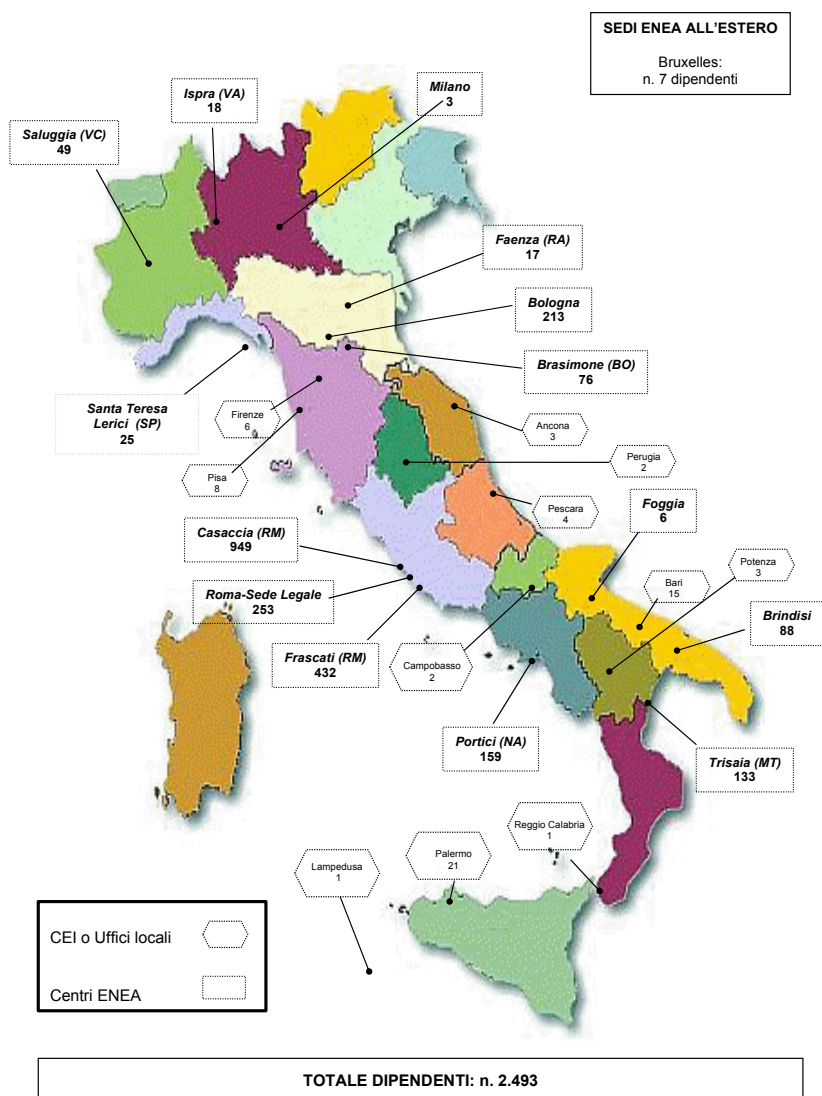 SEDI ENEA ALL'ESTERO
Bruxelles:
n. 7 dipendenti
Ispra (VA)
18
Milano
3
Saluggia (VC)
49
Faenza (RA)
17
Bologna
213
Brasimone (BO)
76
Santa Teresa
Lerici (SP)
25
Firenze
6
Ancona
3
Pisa
8
Perugia
2
Pescara
4
Foggia
6
Casaccia (RM)
949
Potenza
3
Bari
15
Roma-Sede Legale
253
Brindisi
88
Frascati (RM)
432
Campobasso
2
Portici (NA)
159
Trisaia (MT)
133
Reggio Calabria
1
Lampedusa
1
Palermo
21
CEI o Uffici locali
Centri ENEA
TOTALE DIPENDENTI: n. 2.493